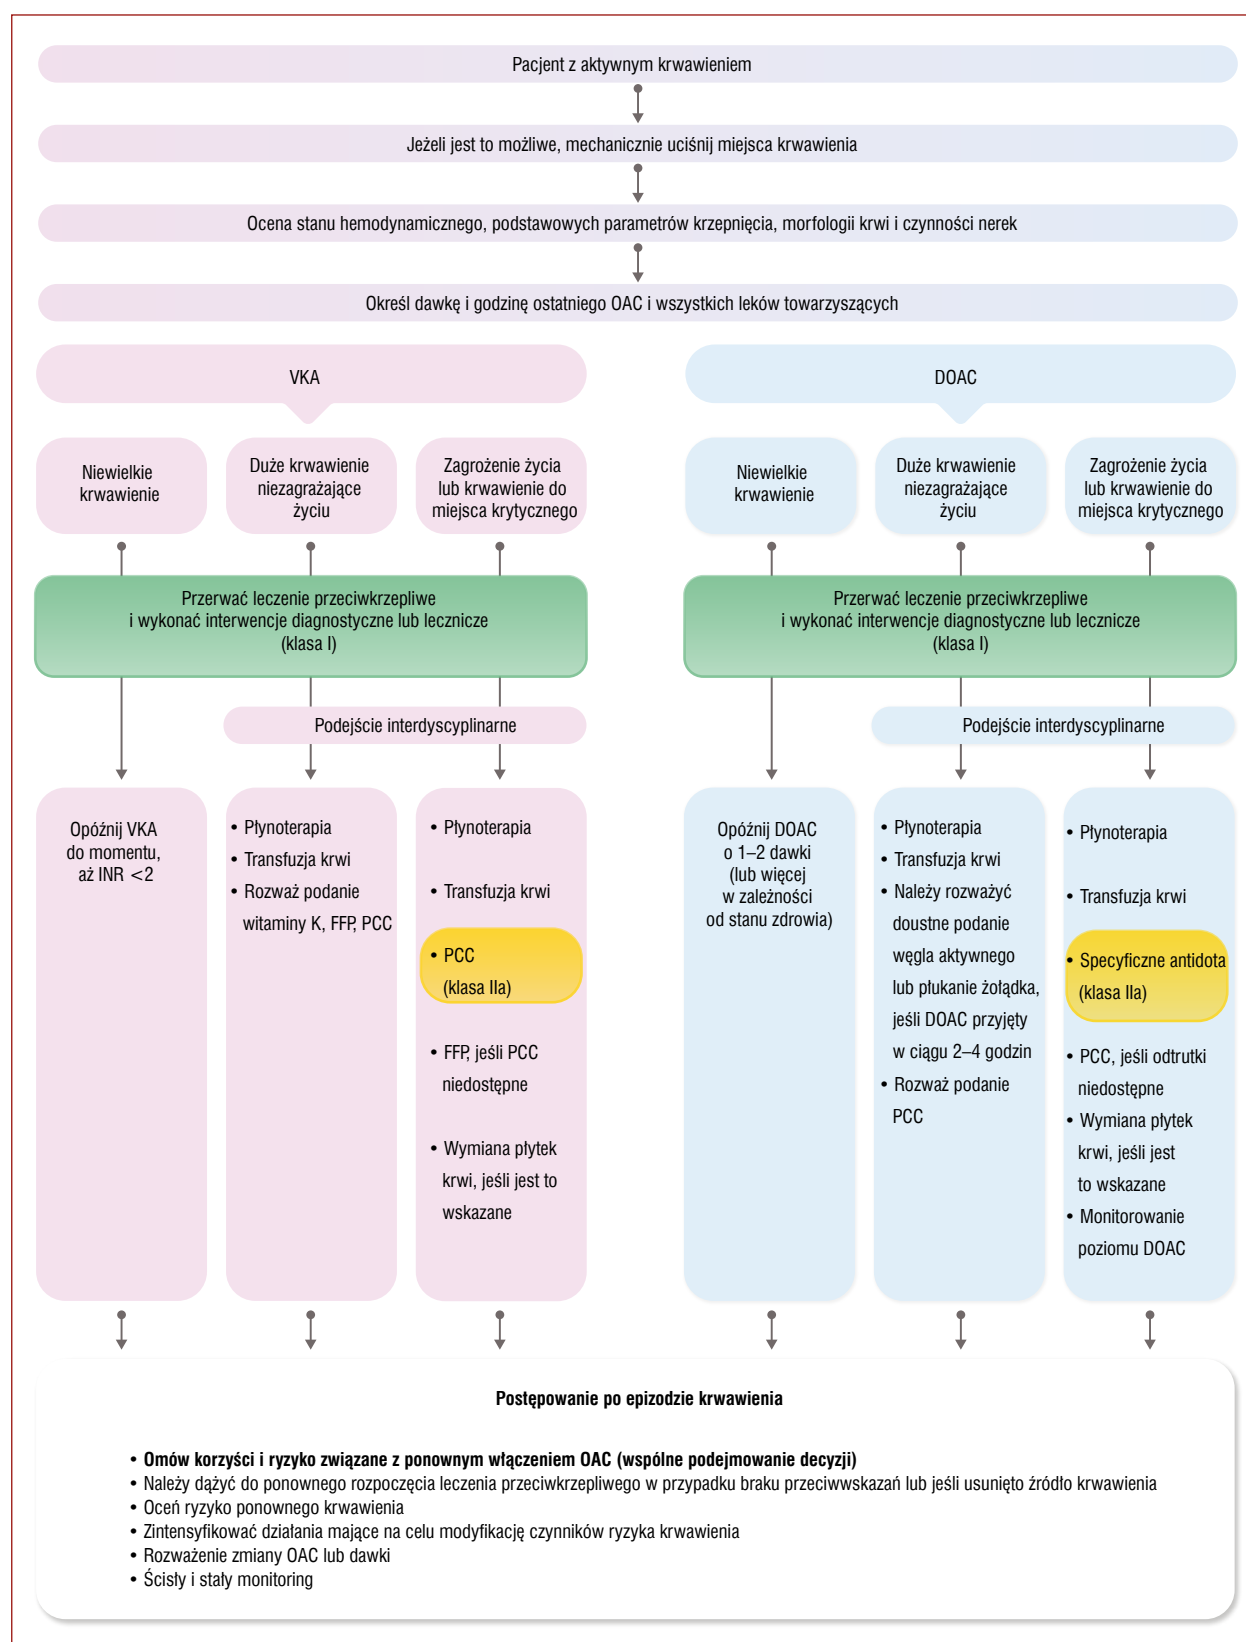 Pacjent z aktywnym krwawieniem
Jeżeli jest to możliwe, mechanicznie uciśnij miejsca krwawienia
Ocena stanu hemodynamicznego, podstawowych parametrów krzepnięcia, morfologii krwi i czynności nerek
Określ dawkę i godzinę ostatniego OAC i wszystkich leków towarzyszących
VKA
Niewielkie
krwawienie
Duże krwawienie
niezagrażające
życiu
Zagrożenie życia
lub krwawienie do
miejsca krytycznego
Przerwać leczenie przeciwkrzepliwe
i wykonać interwencje diagnostyczne lub lecznicze
(klasa I)
Podejście interdyscyplinarne
Opóźnij VKA
do momentu,
aż INR <2
• Płynoterapia
• Transfuzja krwi
• Rozważ podanie
witaminy K, FFP, PCC
• Płynoterapia
• Transfuzja krwi
• PCC
(klasa IIa)
• FFP, jeśli PCC
niedostępne
• Wymiana płytek
krwi, jeśli jest to
wskazane
DOAC
Niewielkie
krwawienie
Duże krwawienie
niezagrażające
życiu
Zagrożenie życia
lub krwawienie do
miejsca krytycznego
Przerwać leczenie przeciwkrzepliwe
i wykonać interwencje diagnostyczne lub lecznicze
(klasa I)
Podejście interdyscyplinarne
Opóźnij DOAC
o 1–2 dawki
(lub więcej
w zależności
od stanu zdrowia)
• Płynoterapia
• Transfuzja krwi
• Należy rozważyć
doustne podanie
węgla aktywnego
lub płukanie żołądka,
jeśli DOAC przyjęty
w ciągu 2–4 godzin
• Rozważ podanie
PCC
• Płynoterapia
• Transfuzja krwi
• Specyficzne antidota
(klasa IIa)
• PCC, jeśli odtrutki
niedostępne
• Wymiana płytek
krwi, jeśli jest
to wskazane
• Monitorowanie
poziomu DOAC
Postępowanie po epizodzie krwawienia
• Omów korzyści i ryzyko związane z ponownym włączeniem OAC (wspólne podejmowanie decyzji)
• Należy dążyć do ponownego rozpoczęcia leczenia przeciwkrzepliwego w przypadku braku przeciwwskazań lub jeśli usunięto źródło krwawienia
• Oceń ryzyko ponownego krwawienia
• Zintensyfikować działania mające na celu modyfikację czynników ryzyka krwawienia
• Rozważenie zmiany OAC lub dawki
• Ścisły i stały monitoring